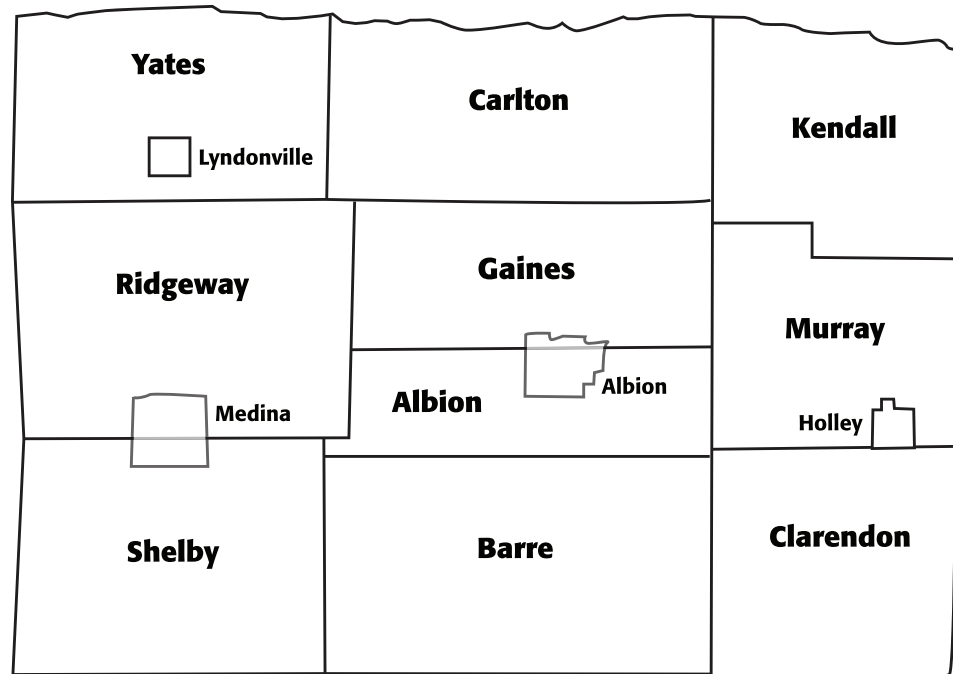 Yates
Carlton
Kendall
Lyndonville
Ridgeway
Gaines
Murray
Albion
Albion
Medina
Holley
Shelby
Barre
Clarendon